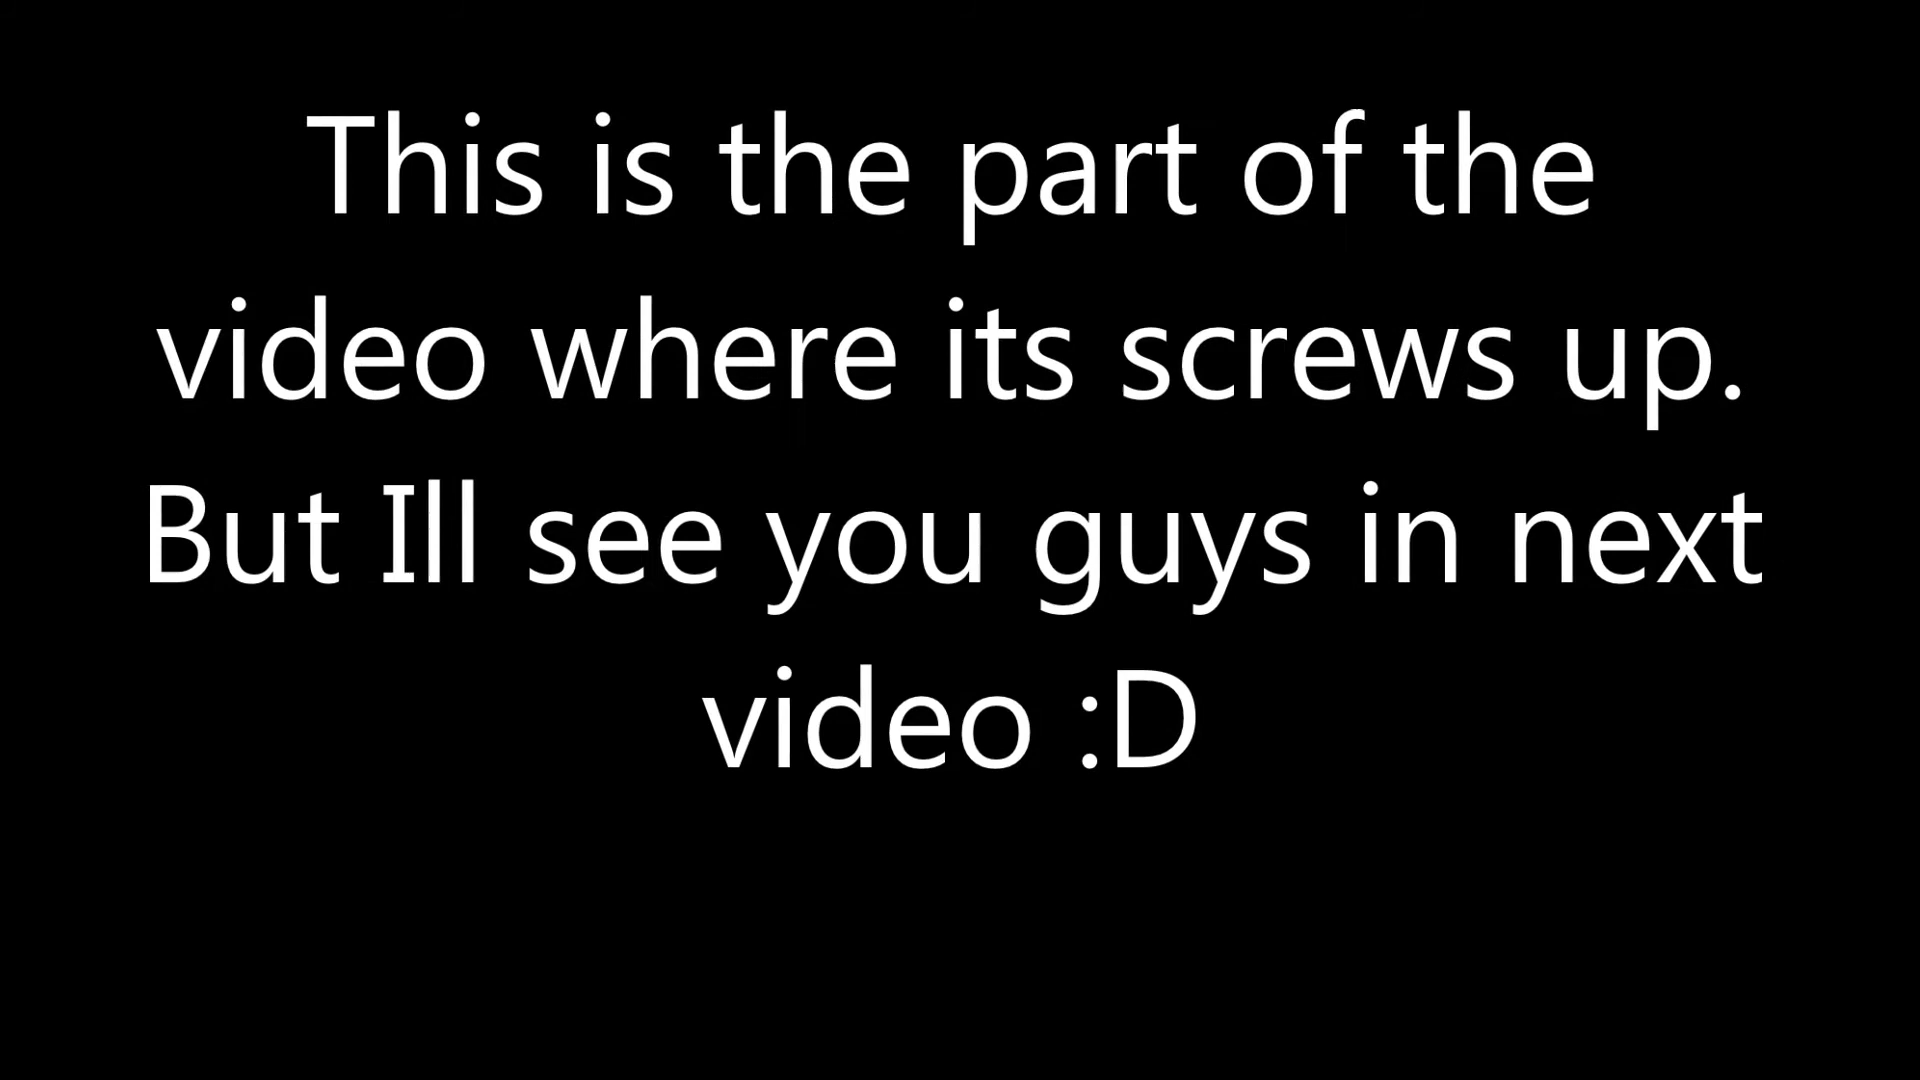 This is the part of the
video where its screws up.
But Ill see you guys in next
video :D